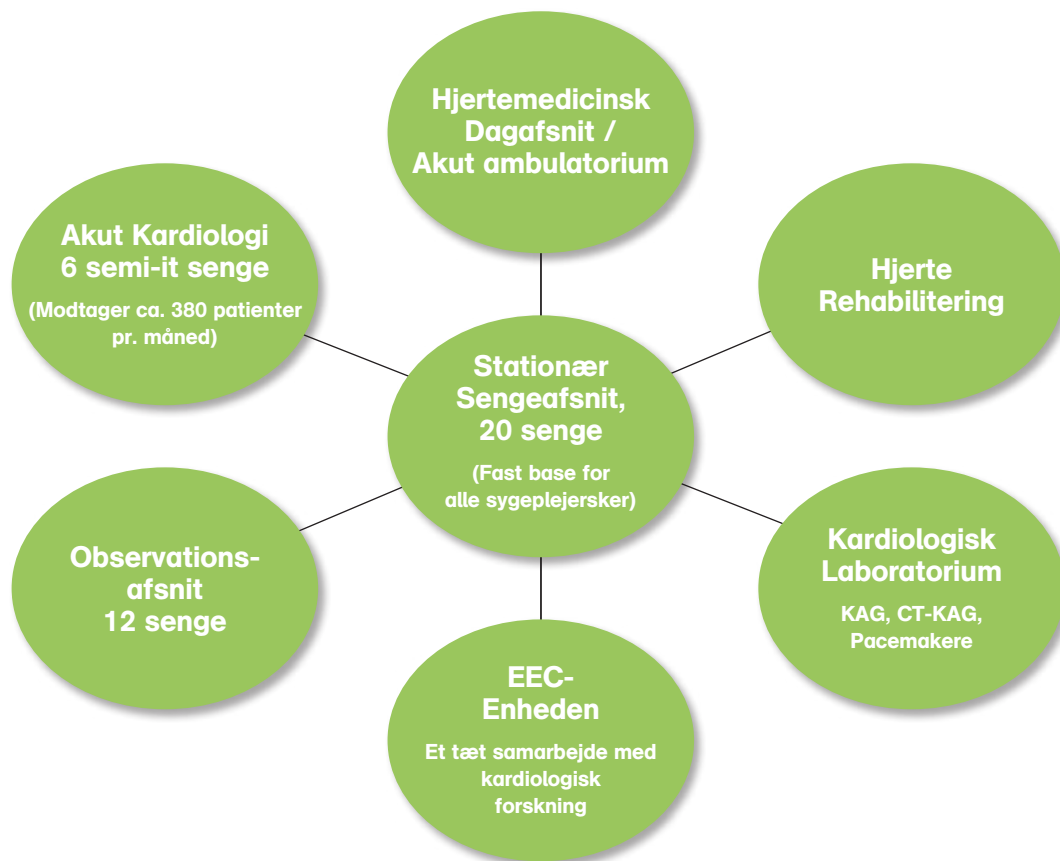 Hjertemedicinsk
Dagafsnit /
Akut ambulatorium
Akut Kardiologi
6 semi-it senge
(Modtager ca. 380 patienter
pr. måned)
Hjerte
Rehabilitering
Stationær
Sengeafsnit,
20 senge
(Fast base for
alle sygeplejersker)
Observations-
afsnit
12 senge
Kardiologisk
Laboratorium
KAG, CT-KAG,
Pacemakere
EEC-
Enheden
Et tæt samarbejde med
kardiologisk
forskning